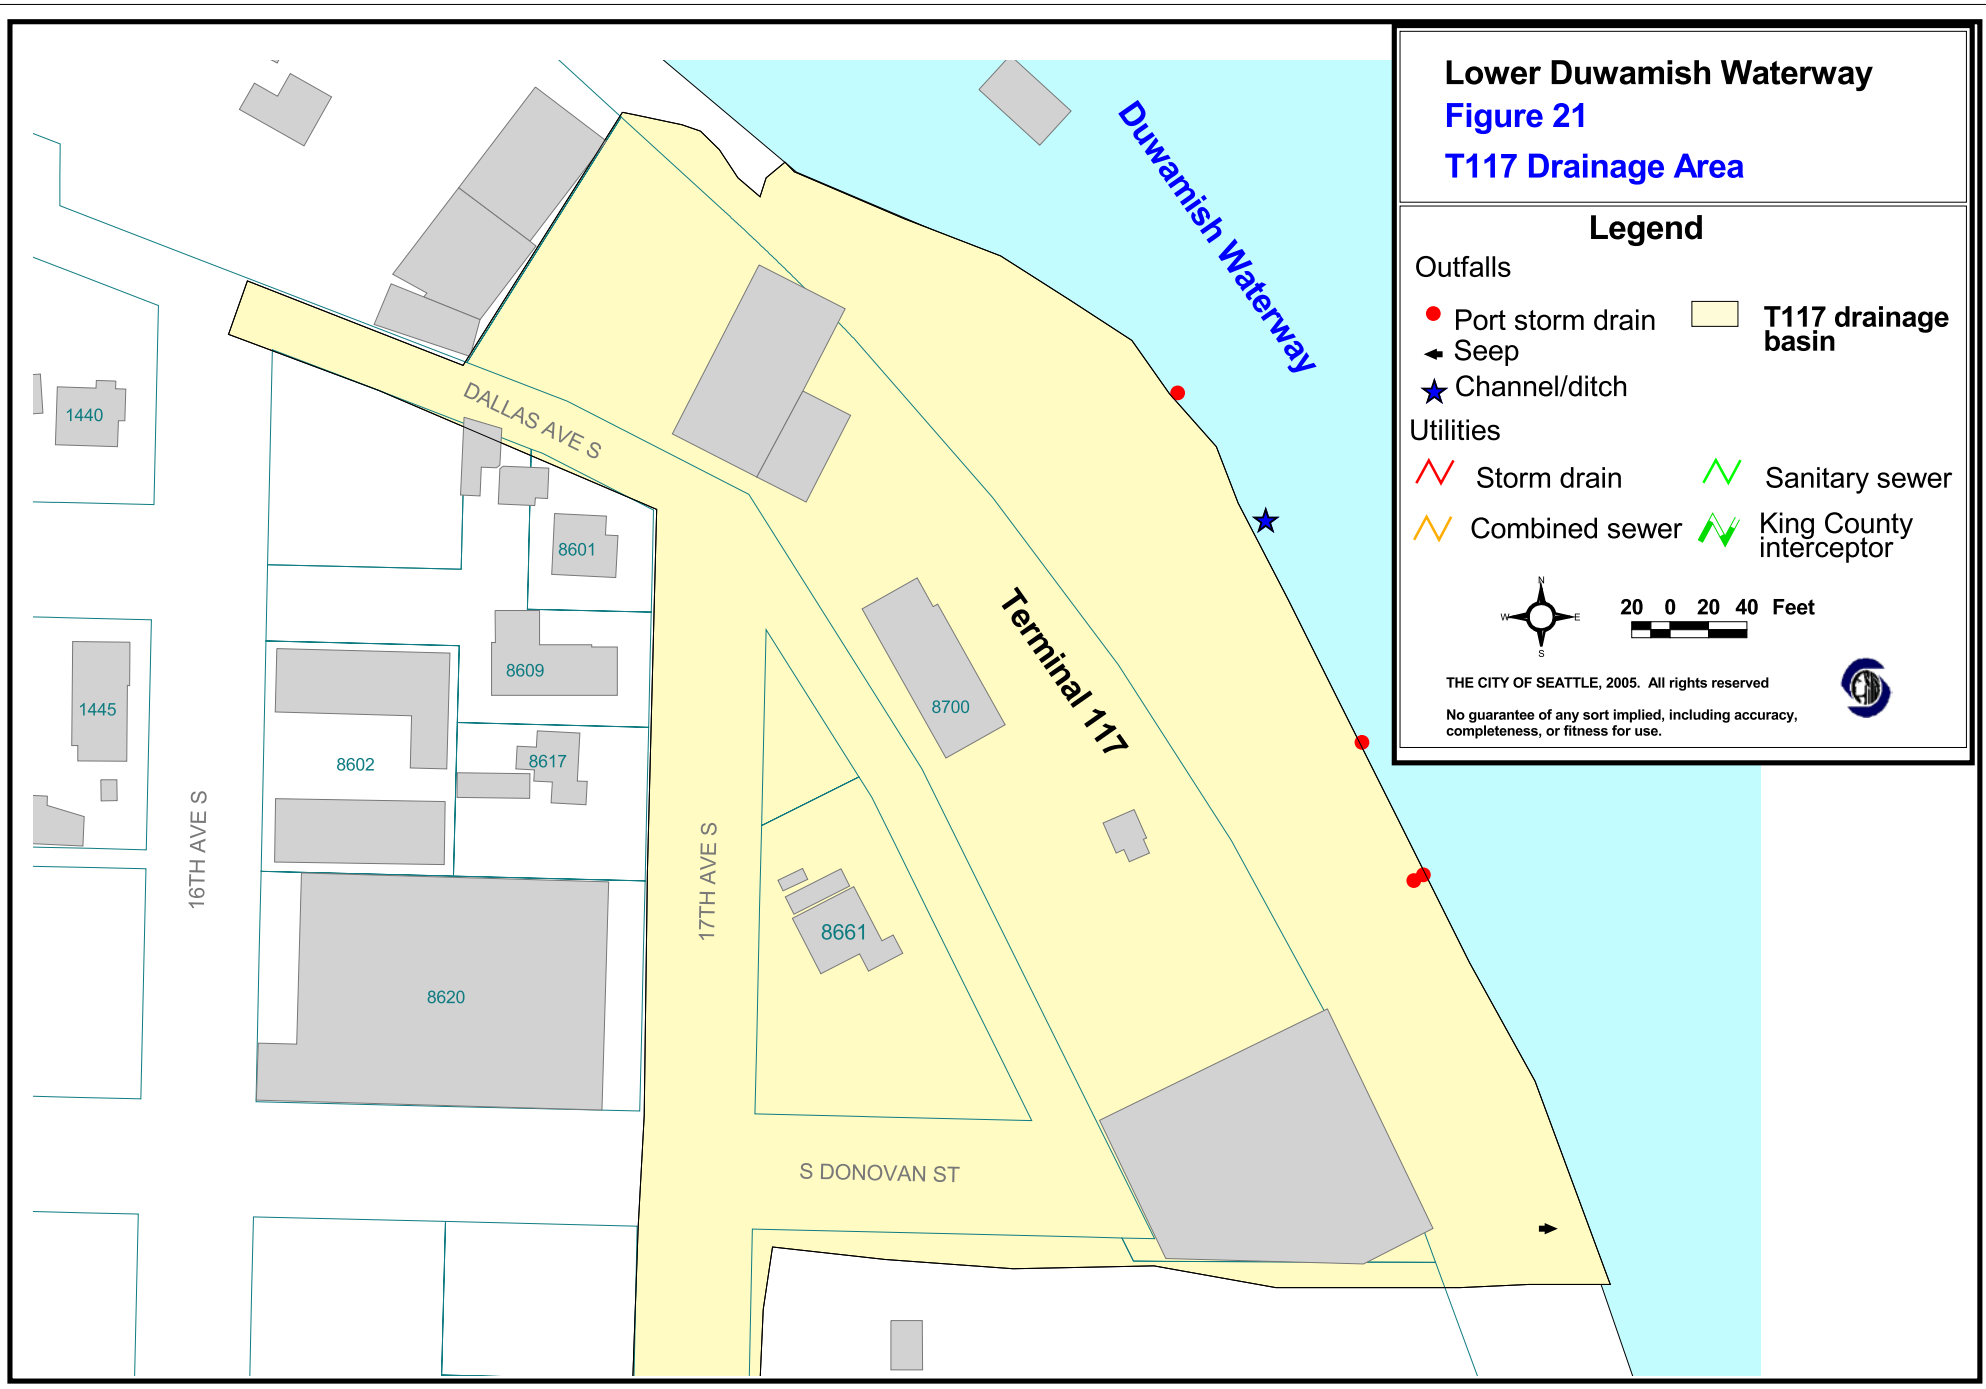 Lower Duwamish Waterway
Figure 21
T117 Drainage Area
Legend
Outfalls
Port storm drain
Seep
Channel/ditch
T117 drainage
basin
Utilities
Storm drain
Sanitary sewer
Combined sewer
King County
interceptor
N
W
E
S
20 0 20 40 Feet
THE CITY OF SEATTLE, 2005. All rights reserved
No guarantee of any sort implied, including accuracy,
completeness, or fitness for use.
Duwamish Waterway
DALLAS AVE S
1440
8601
Terminal 117
8609
8700
1445
8602
8617
16TH AVE S
17TH AVE S
8661
8620
S DONOVAN ST